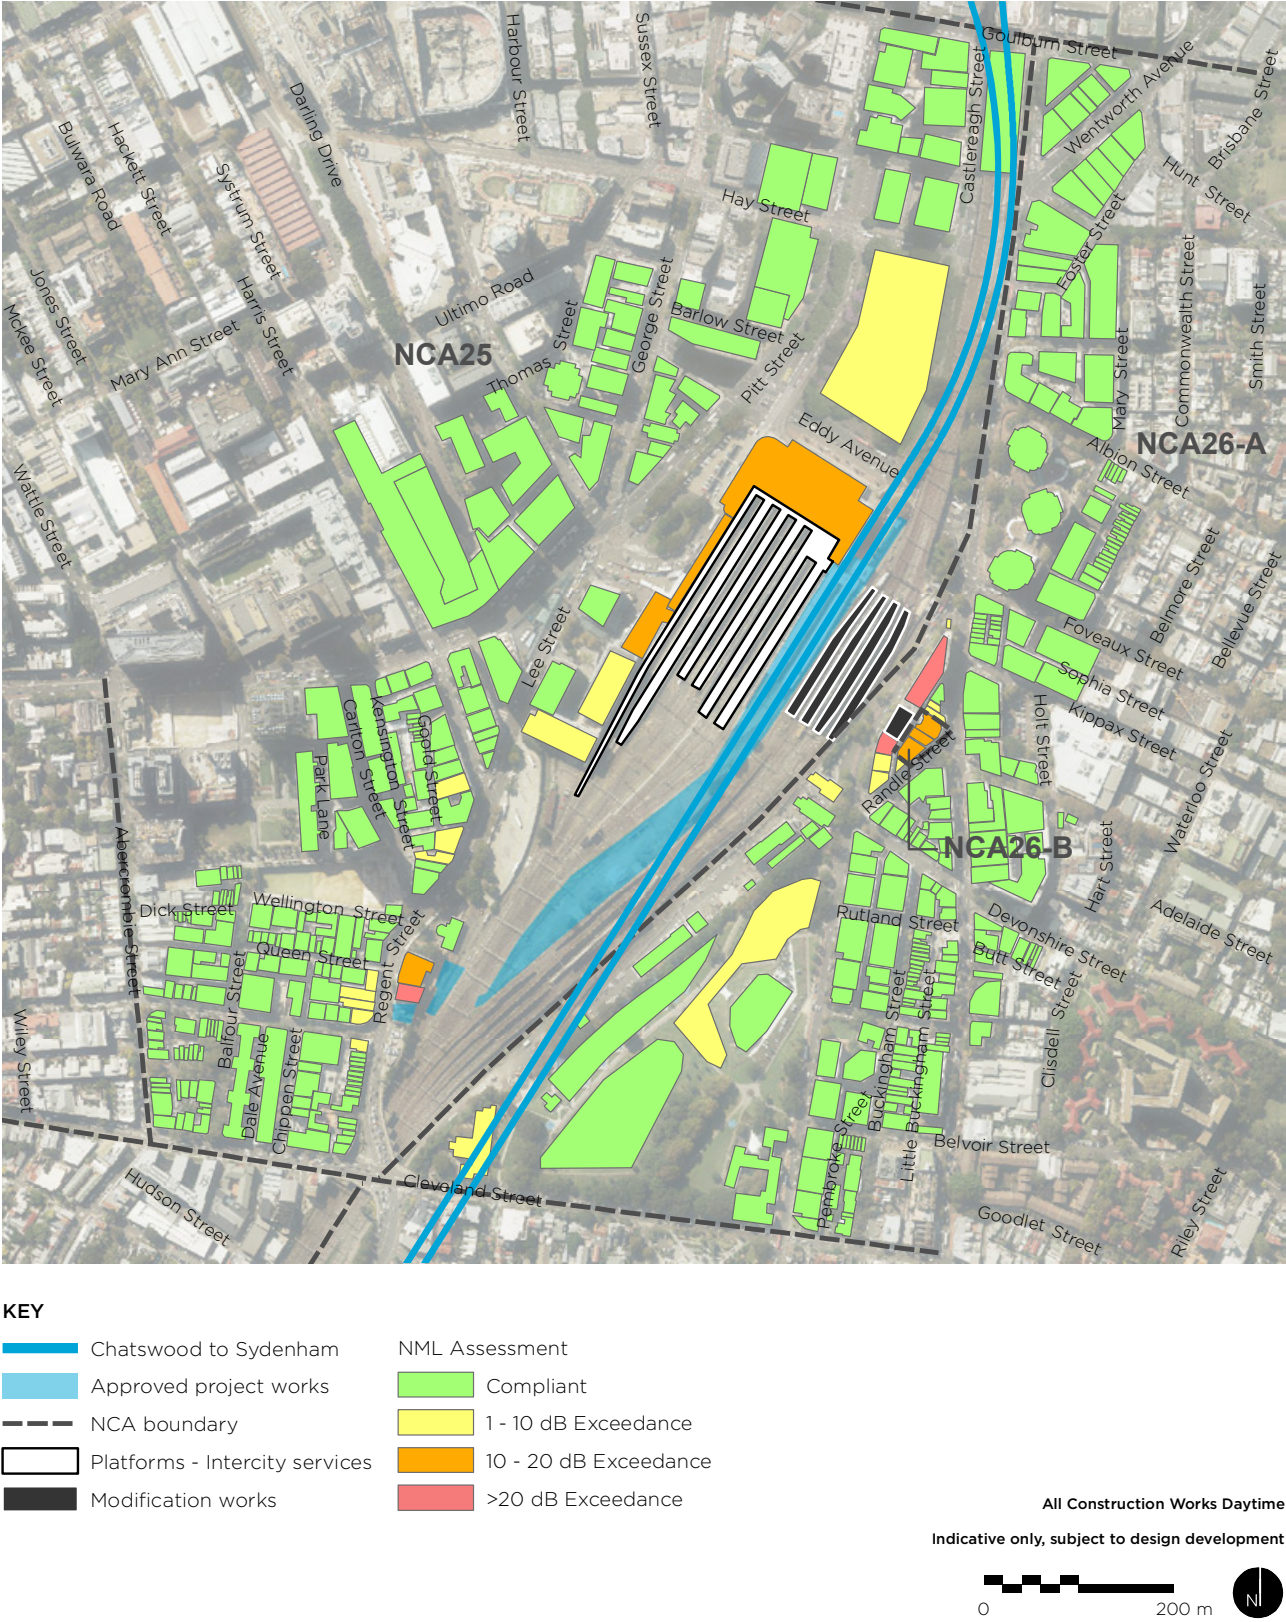 Goulburn Street
Harbour Street
Sussex Street
Wentworth Avenue
Brisbane Street
Darling Drive
Castlereagh Street
Hackett Street
Bulwara Road
Systrum Street
Hunt Street
Hay Street
Foster Street
Commonwealth Street
Jones Street
Mckee Street
Harris Street
Ultimo Road
George Street
Smith Street
Barlow Street
Thomas Street
Mary Ann Street
NCA25
Pitt Street
Mary Street
Eddy Avenue
NCA26-A
Albion Street
Wattle Street
Belmore Street
Bellevue Street
Lee Street
Foveaux Street
Sophia Street
Kippax Street
Holt Street
Kensington Street
Carlton Street
Goold Street
Park Lane
Randle Street
Waterloo Street
NCA26-B
Abercrombie Street
Hart Street
Dick Street
Wellington Street
Rutland Street
Devonshire Street
Adelaide Street
Queen Street
Regent Street
Butt Street
Balfour Street
Wiley Street
Dale Avenue
Chippen Street
Buckingham Street
Little Buckingham Street
Clisdell Street
Pembroke Street
Belvoir Street
Cleveland Street
Hudson Street
Goodlet Street
Riley Street
KEY
Chatswood to Sydenham
Approved project works
NCA boundary
Platforms - Intercity services
Modification works
NML Assessment
Compliant
1 - 10 dB Exceedance
10 - 20 dB Exceedance
>20 dB Exceedance
All Construction Works Daytime
Indicative only, subject to design development
0 200 m
N